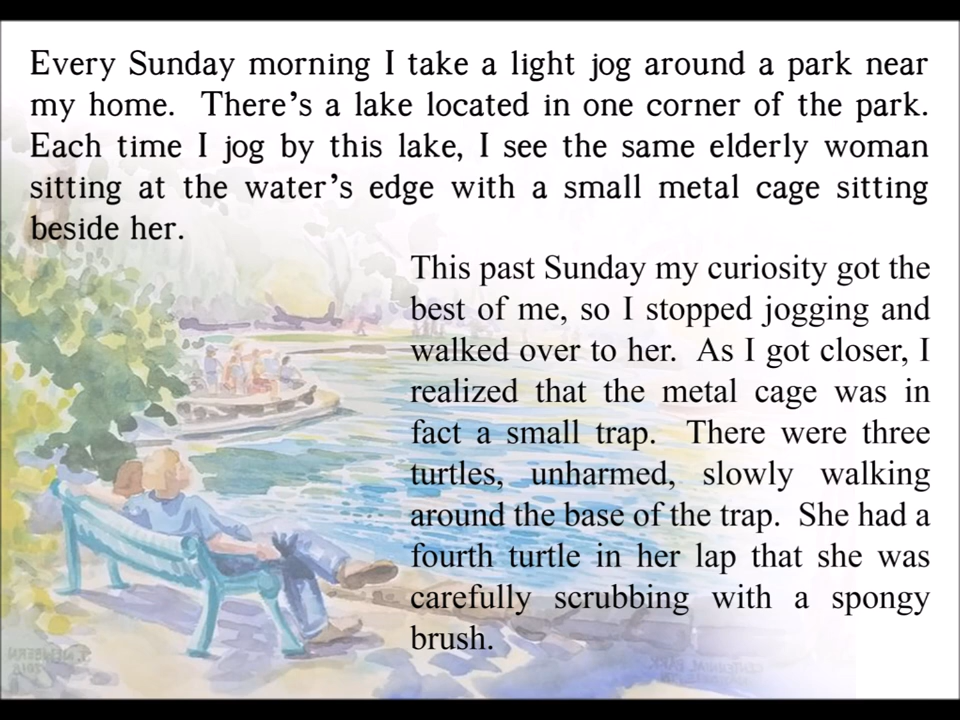 Every Sunday morning I take a light jog around a park near
my home. There's a lake located in one corner of the park.
Each time I jog by this lake, I see the same elderly woman
sitting at the water's edge with a small metal cage sitting
beside her.
This past Sunday my curiosity got the
best of me, so I stopped jogging and
walked over to her. As I got closer, I
realized that the metal cage was in
fact a small trap. There were three
turtles, unharmed, slowly walking
around the base of the trap. She had a
fourth turtle in her lap that she was
carefully scrubbing with a spongy
brush.